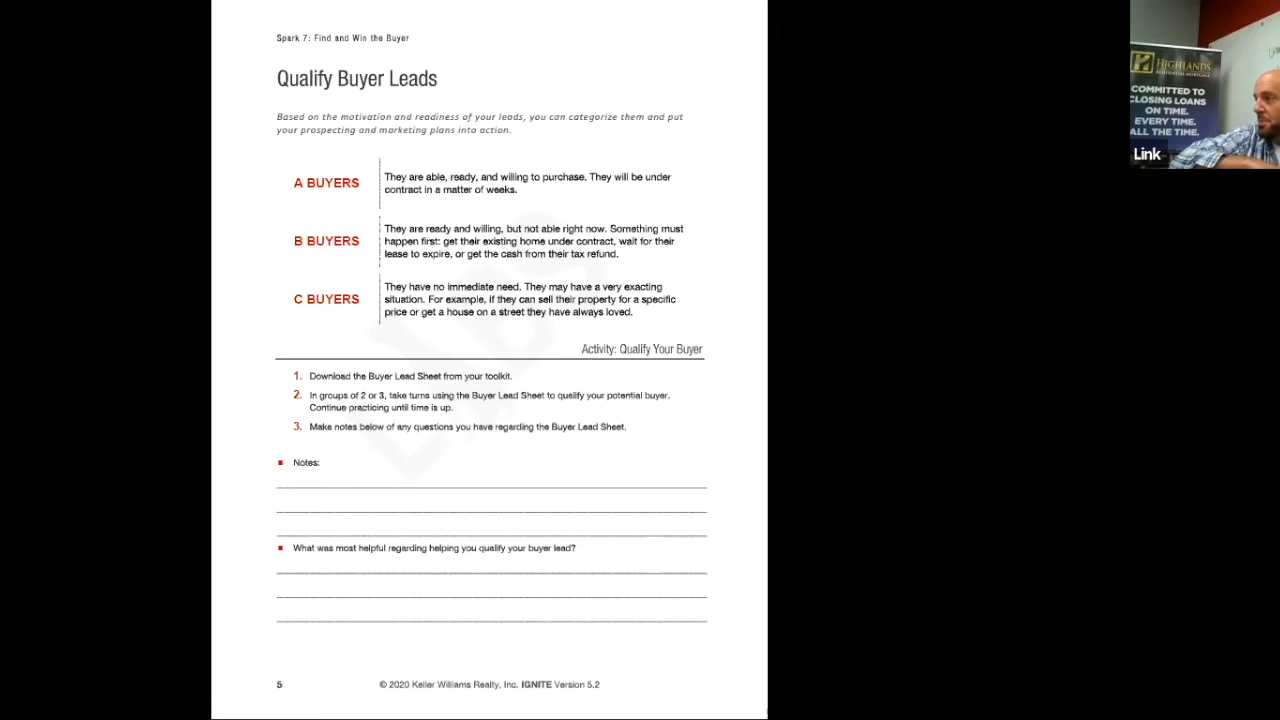 Spark 7: Find and Win the Buyer
Qualify Buyer Leads
Based on the motivation and readiness of your leads, you can categorize them and put
your prospecting and marketing plans into action.
A BUYERS
They are able, ready, and willing to purchase. They will be under
contract in a matter of weeks.
B BUYERS
They are ready and willing, but not able right now. Something must
happen first: get their existing home under contract, wait for their
lease to expire, or get the cash from their tax refund.
C BUYERS
They have no immediate need. They may have a very exacting
situation. For example, if they can sell their property for a specific
price or get a house on a street they have always loved.
Activity: Qualify Your Buyer
1. Download the Buyer Lead Sheet from your toolkit.
2. In groups of 2 or 3, take turns using the Buyer Lead Sheet to qualify your potential buyer.
Continue practicing until time is up.
3. Make notes below of any questions you have regarding the Buyer Lead Sheet.
Notes:
What was most helpful regarding helping you qualify your buyer lead?
5
© 2020 Keller Williams Realty, Inc. IGNITE Version 5.2
HIGHLANDS
RESIDENTIAL MORTGAGE
COMMITTED TO
CLOSING LOANS
ON TIME.
EVERY TIME.
ALL THE TIME.
Link